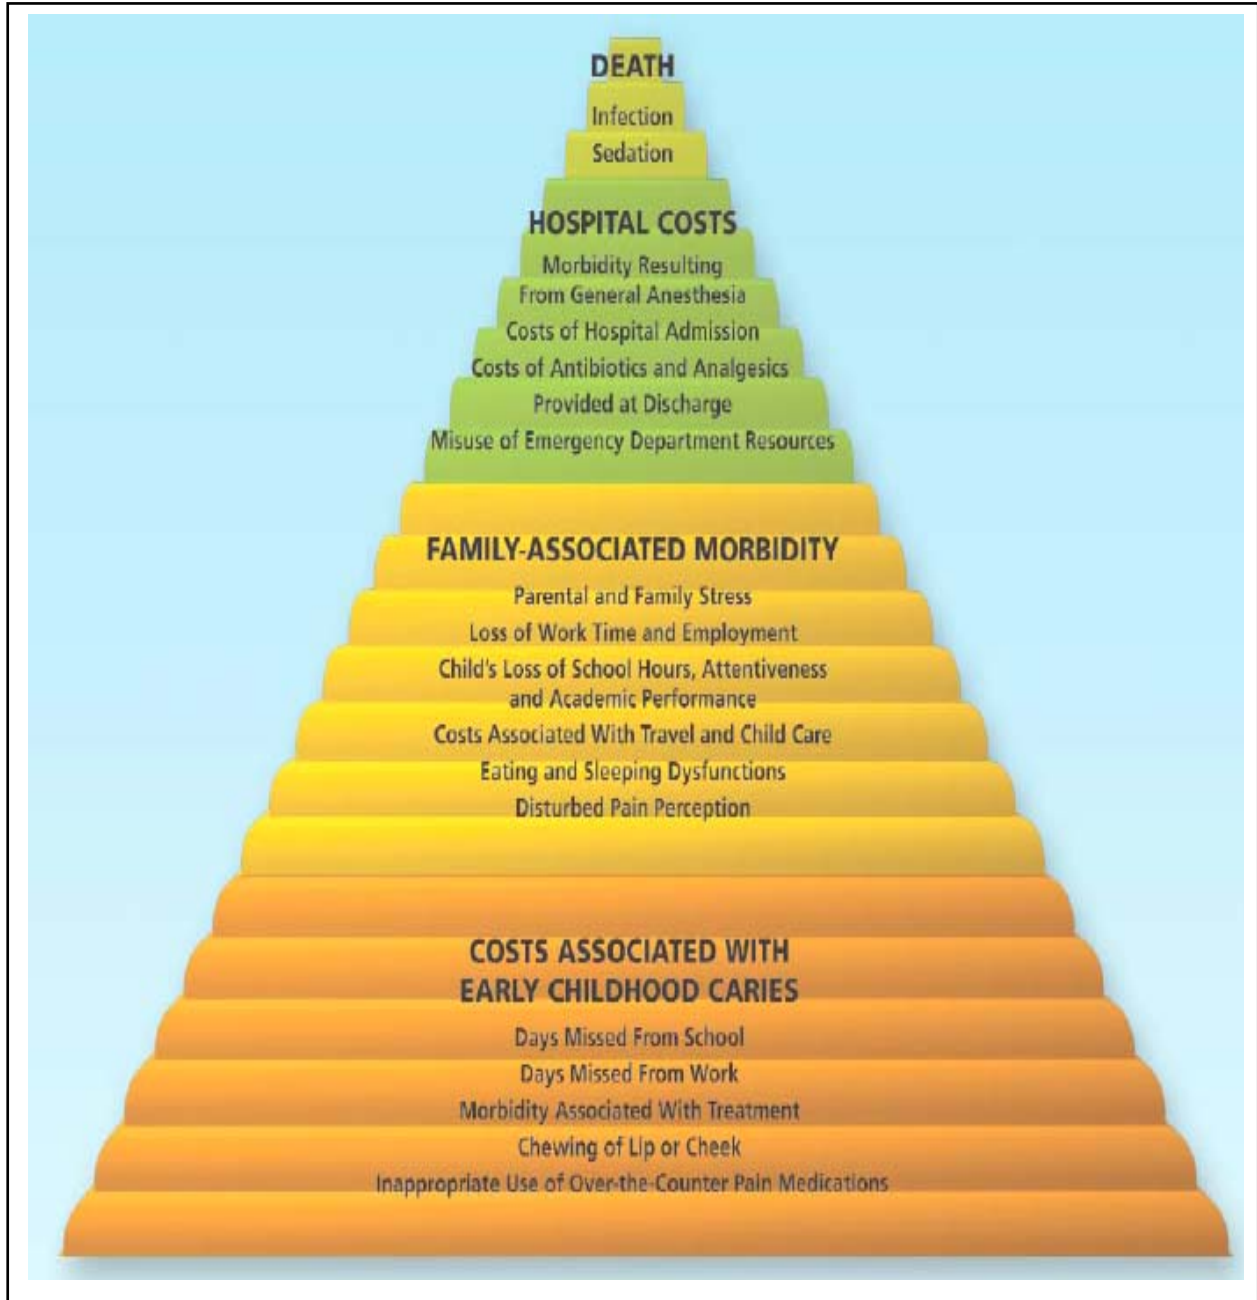 DEATH
Infection
Sedation
HOSPITAL COSTS
Morbidity Resulting
From General Anesthesia
Costs of Hospital Admission
Costs of Antibiotics and Analgesics
Provided at Discharge
Misuse of Emergency Department Resources
FAMILY-ASSOCIATED MORBIDITY
Parental and Family Stress
Loss of Work Time and Employment
Child's Loss of School Hours, Attentiveness
and Academic Performance
Costs Associated With Travel and Child Care
Eating and Sleeping Dysfunctions
Disturbed Pain Perception
COSTS ASSOCIATED WITH
EARLY CHILDHOOD CARIES
Days Missed From School
Days Missed From Work
Morbidity Associated With Treatment
Chewing of Lip or Cheek
Inappropriate Use of Over-the-Counter Pain Medications